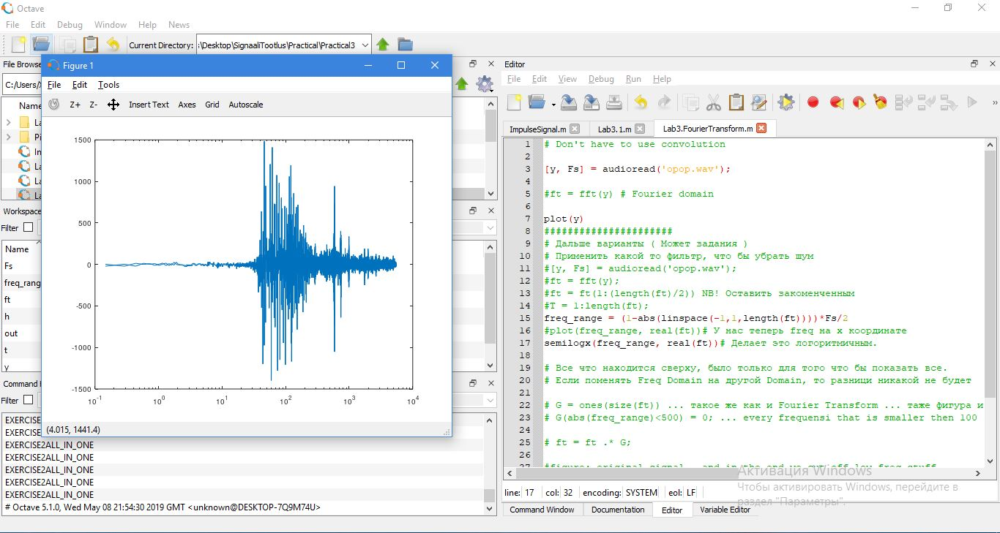 Octave
File Edit Debug Window Help News
Current Directory: :\Desktop\SignaaliTootlus\Practical\Practical3
File Browse
C:/Users/
Name
La
Pi
In
La
La
La
Workspace
Filter
Name
Fs
freq_rang
ft
h
out
t
y
Command
Filter
EXERCISE
EXERCISE
EXERCISE2ALL_IN_ONE
EXERCISE2ALL_IN_ONE
EXERCISE2ALL_IN_ONE
EXERCISE2ALL_IN_ONE
EXERCISE2ALL_IN_ONE
# Octave 5.1.0, Wed May 08 21:54:30 2019 GMT <unknown@DESKTOP-7Q9M74U>
Figure 1
File Edit Tools
Z+ Z- Insert Text Axes Grid Autoscale
1500
1000
500
0
-500
-1000
-1500
10^-1 10^0 10^1 10^2 10^3 10^4
(4.015, 1441.4)
Editor
File Edit View Debug Run Help
ImpulseSignal.m Lab3.1.m Lab3.FourierTransform.m
1 # Don't have to use convolution
2
3 [y, Fs] = audioread('opop.wav');
4
5 #ft = fft(y) # Fourier domain
6
7 plot(y)
8 ######################
9 # Дальше варианты ( Может задания )
10 # Применить какой то фильтр, что бы убрать шум
11 #[y, Fs] = audioread('opop.wav');
12 #ft = fft(y);
13 #ft = ft(1:(length(ft)/2)) NB! Оставить закоменченным
14 #T = 1:length(ft);
15 freq_range = (1-abs(linspace(-1,1,length(ft))))*Fs/2
16 #plot(freq_range, real(ft))# У нас теперь freq на x координате
17 semilogx(freq_range, real(ft))# Делает это логоритмичным.
18
19 # Все что находится сверху, было только для того что бы показать все.
20 # Если поменять Freq Domain на другой Domain, то разници никакой не будет
21
22 # G = ones(size(ft)) ... такое же как и Fourier Transform ... таже фигура и
23 # G(abs(freq_range)<500) = 0; ... every frequensi that is smaller then 100
24
25 # ft = ft .* G;
26
27 #figure: original signal
Активация Windows
Чтобы активировать Windows, перейдите в
раздел "Параметры".
line: 17 col: 32 encoding: SYSTEM eol: LF
Command Window Documentation Editor Variable Editor